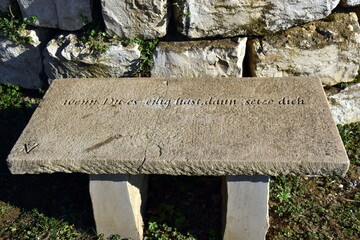 wenn Du es eilig hast, dann setze dich